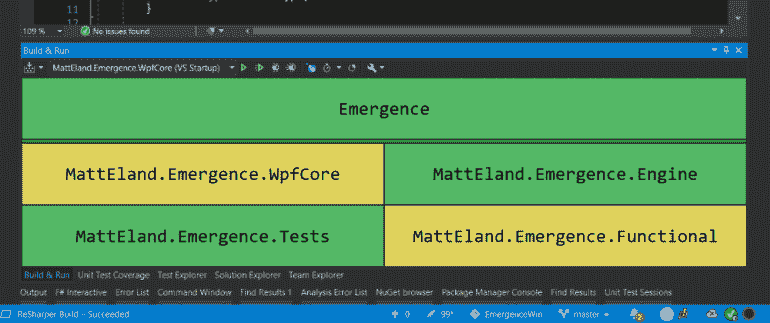 11 }
12
109 % No issues found
Build & Run
MattEland.Emergence.WpfCore (VS Startup)
Emergence
MattEland.Emergence.WpfCore MattEland.Emergence.Engine
MattEland.Emergence.Tests MattEland.Emergence.Functional
Build & Run Unit Test Coverage Test Explorer Solution Explorer Team Explorer
Output F# Interactive Error List Command Window Find Results 1 Analysis Error List NuGet browser Package Manager Console Find Results Unit Test Sessions
ReSharper Build – Succeeded 0 99+ EmergenceWin master